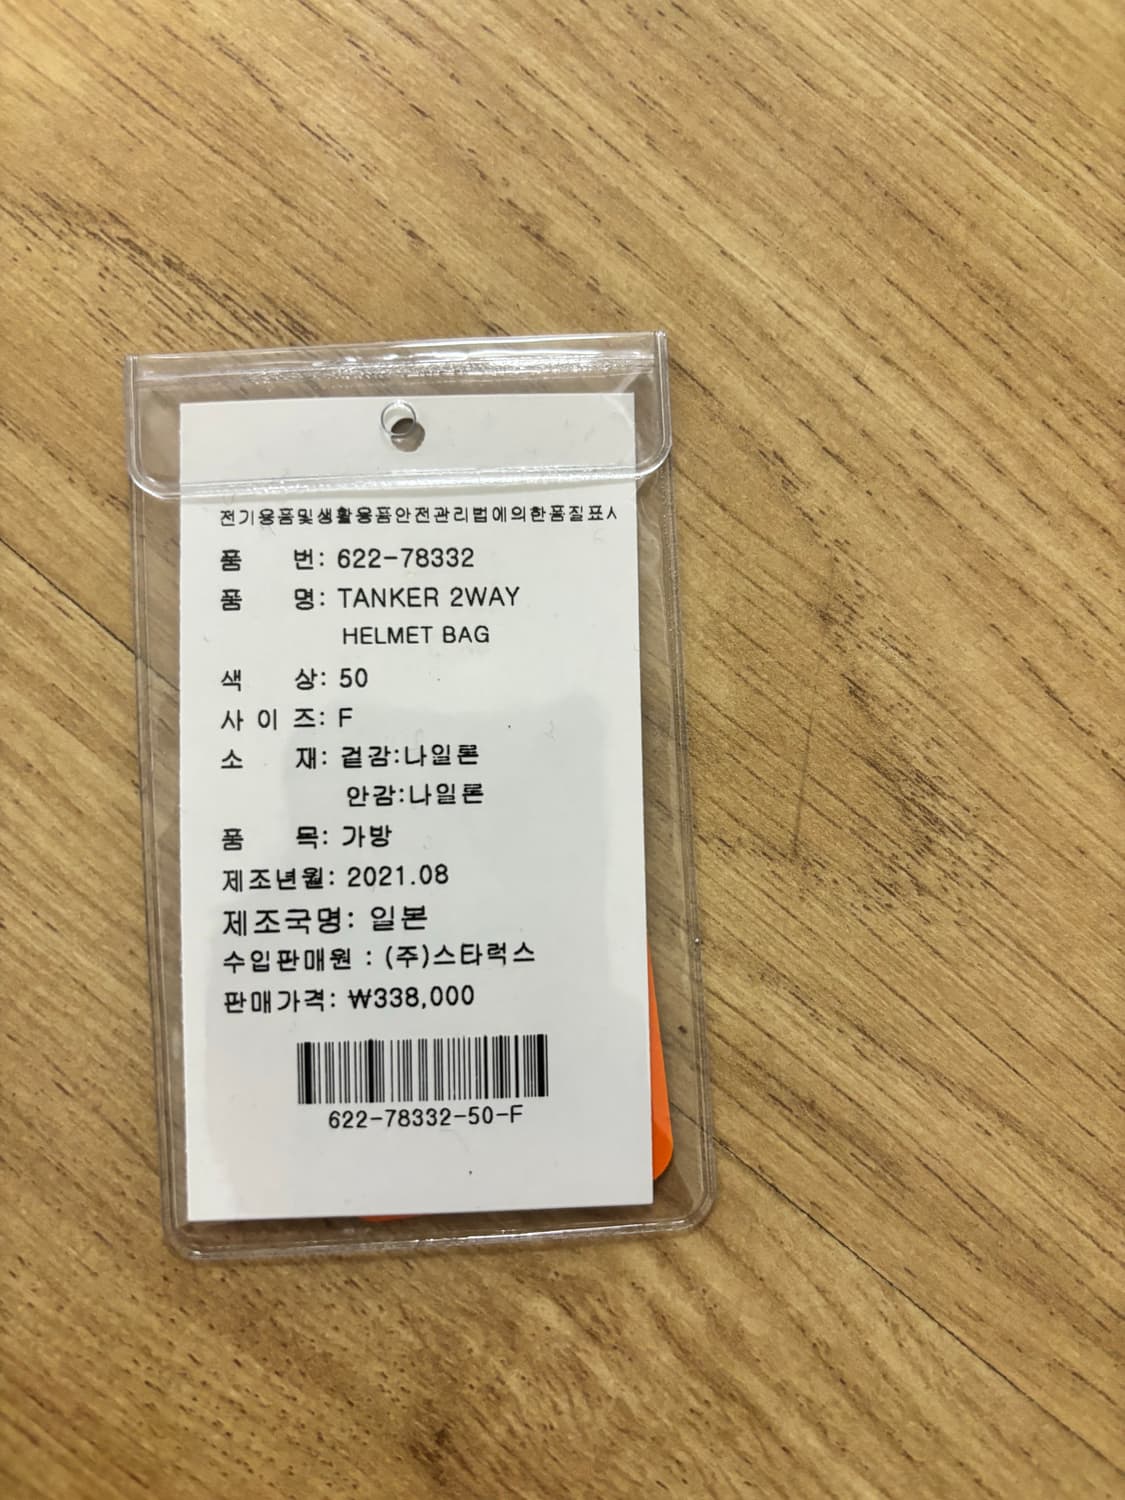 전기용품및생활용품안전관리법에의한품질표시
품 번: 622-78332
품 명: TANKER 2WAY
HELMET BAG
색 상: 50
사 이 즈: F
소 재: 겉감:나일론
안감:나일론
품 목: 가방
제조년월: 2021.08
제조국명: 일본
수입판매원 : (주)스타럭스
판매가격: ₩338,000
622-78332-50-F